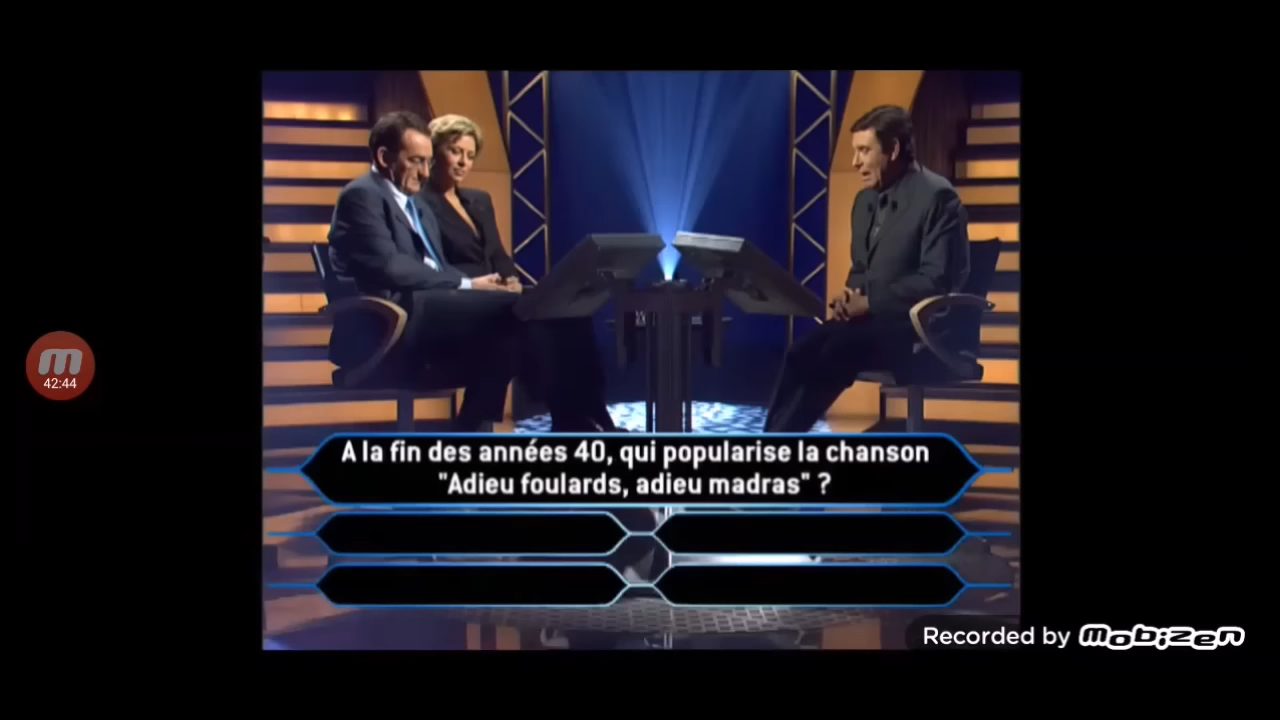 A la fin des années 40, qui popularise la chanson
"Adieu foulards, adieu madras" ?
42:44
Recorded by mobizen